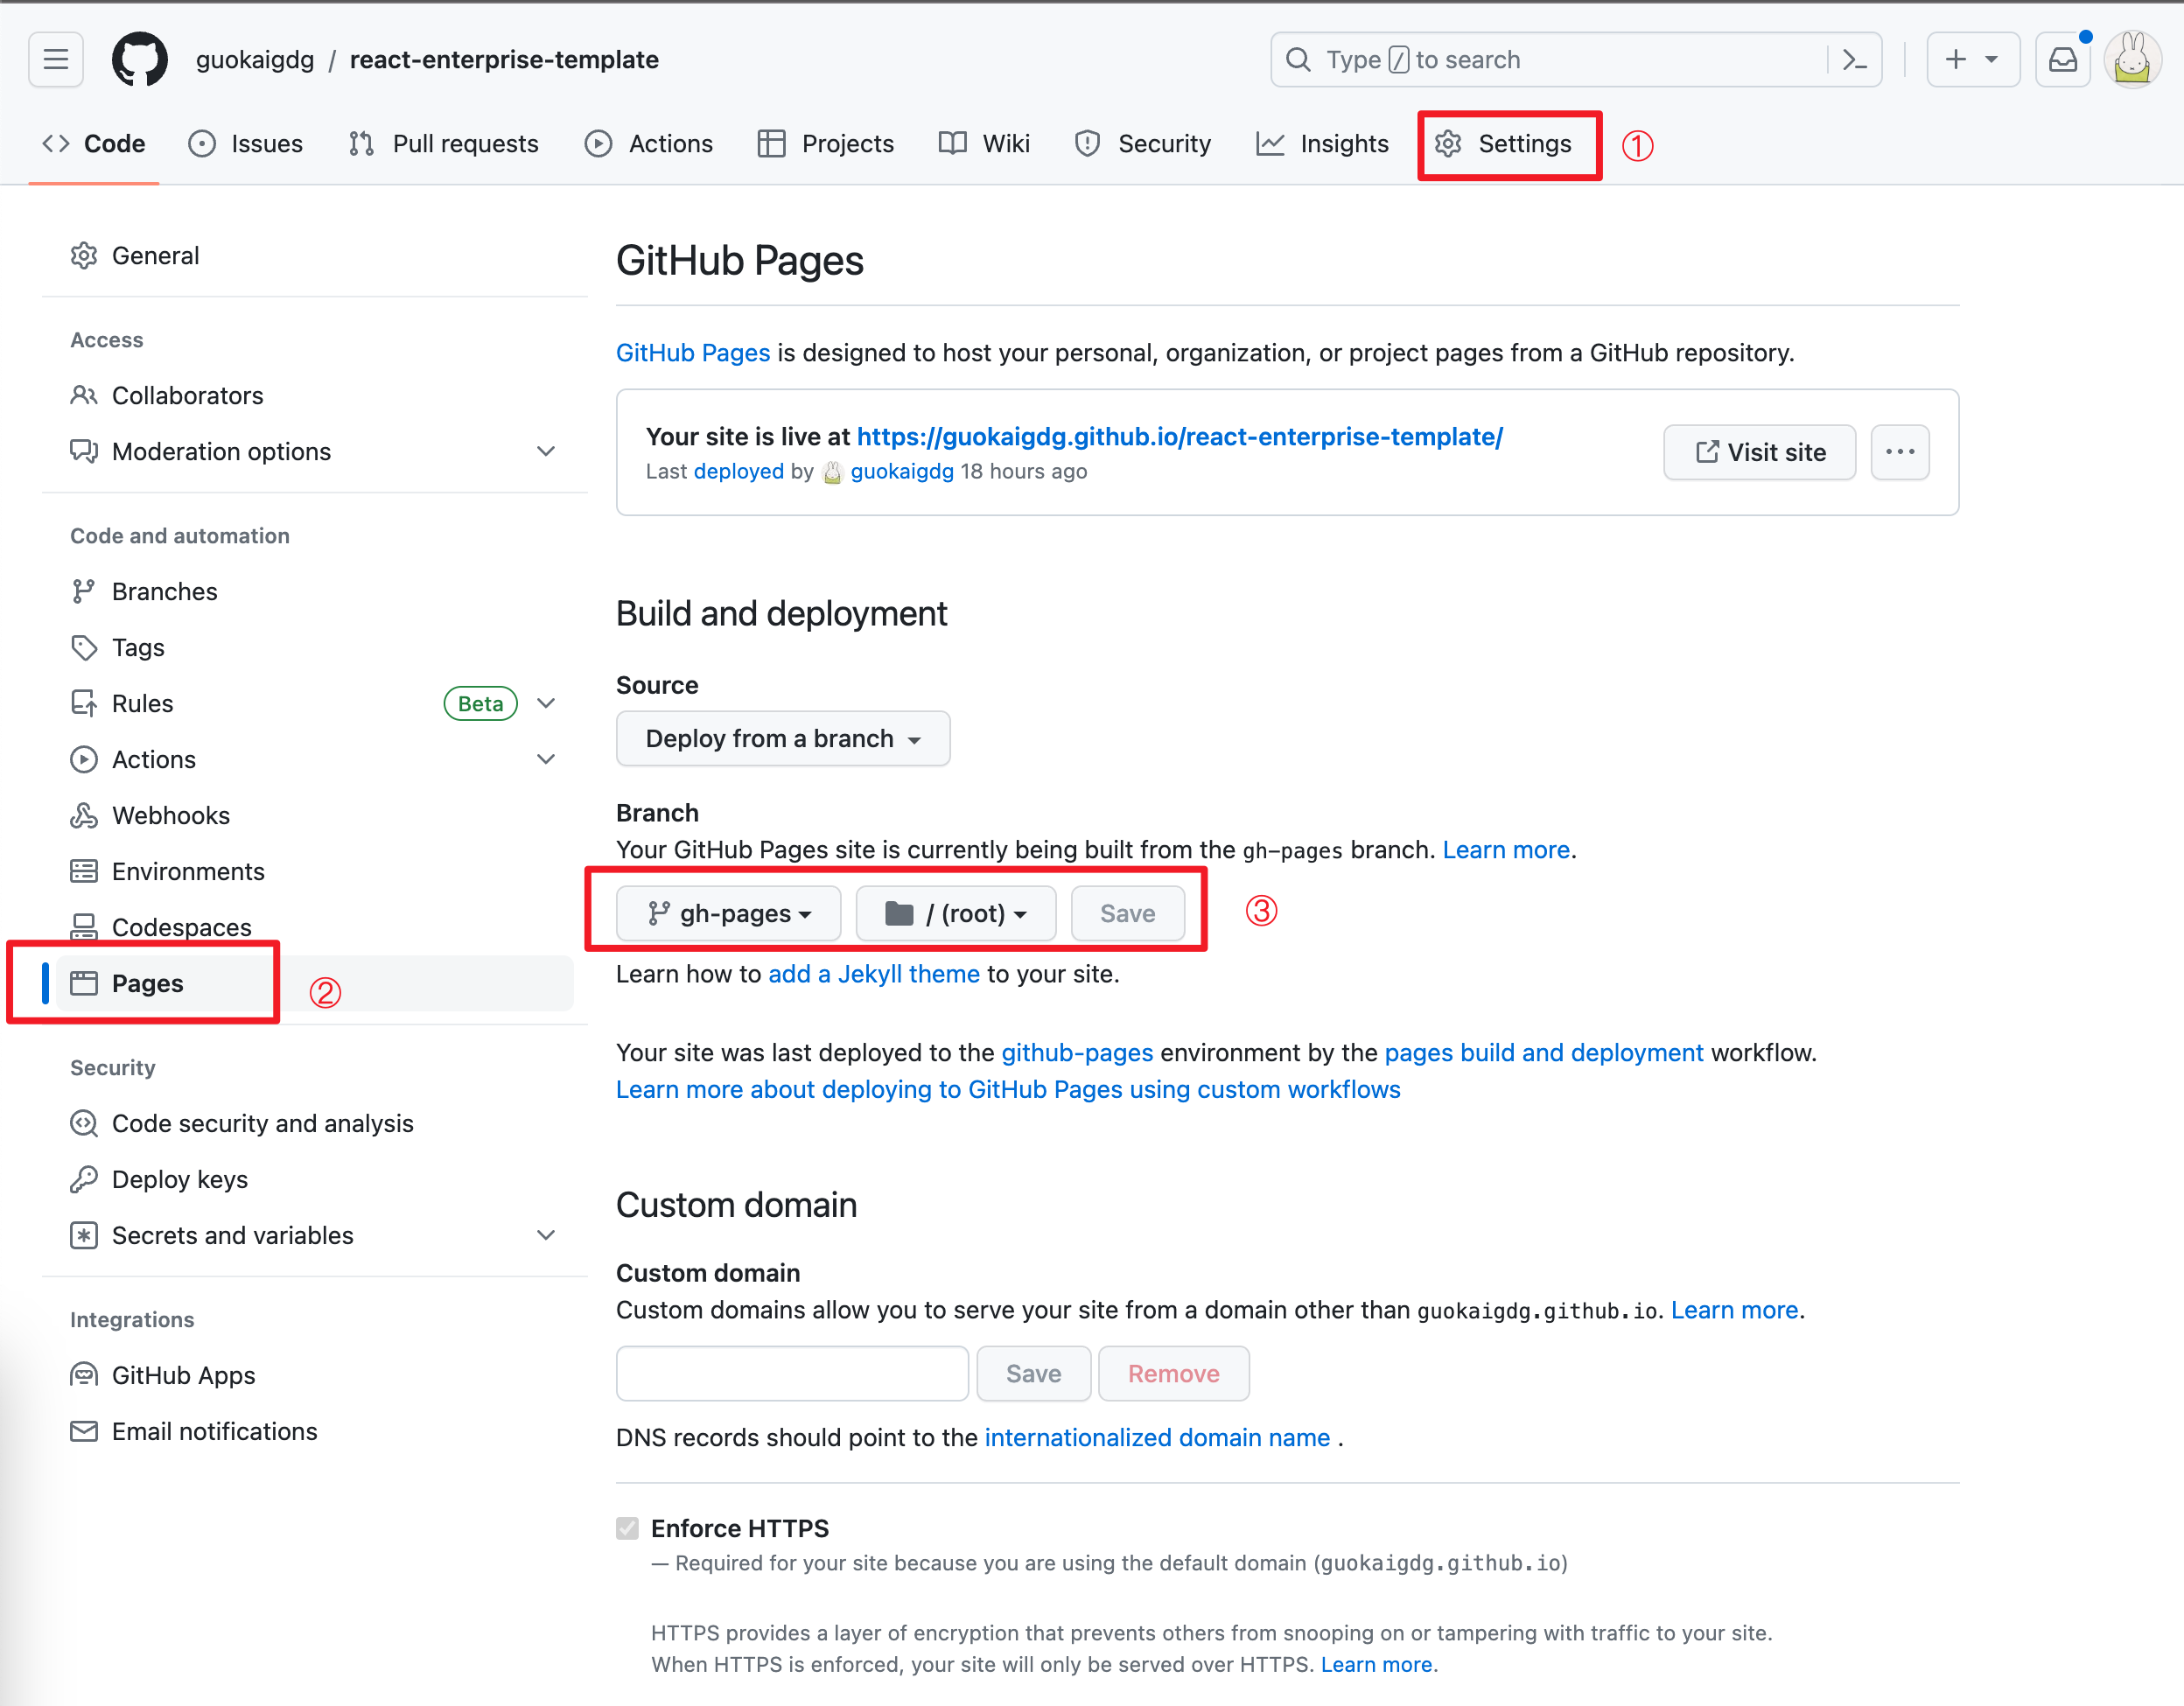 guokaigdg / react-enterprise-template
Type / to search
Code Issues Pull requests Actions Projects Wiki Security Insights Settings ①
General
Access
Collaborators
Moderation options
Code and automation
Branches
Tags
Rules Beta
Actions
Webhooks
Environments
Codespaces
Pages ②
Security
Code security and analysis
Deploy keys
Secrets and variables
Integrations
GitHub Apps
Email notifications
GitHub Pages
GitHub Pages is designed to host your personal, organization, or project pages from a GitHub repository.
Your site is live at https://guokaigdg.github.io/react-enterprise-template/
Last deployed by guokaigdg 18 hours ago
Visit site
Build and deployment
Source
Deploy from a branch
Branch
Your GitHub Pages site is currently being built from the gh-pages branch. Learn more.
gh-pages / (root) Save ③
Learn how to add a Jekyll theme to your site.
Your site was last deployed to the github-pages environment by the pages build and deployment workflow.
Learn more about deploying to GitHub Pages using custom workflows
Custom domain
Custom domain
Custom domains allow you to serve your site from a domain other than guokaigdg.github.io. Learn more.
Save Remove
DNS records should point to the internationalized domain name .
Enforce HTTPS
— Required for your site because you are using the default domain (guokaigdg.github.io)
HTTPS provides a layer of encryption that prevents others from snooping on or tampering with traffic to your site.
When HTTPS is enforced, your site will only be served over HTTPS. Learn more.